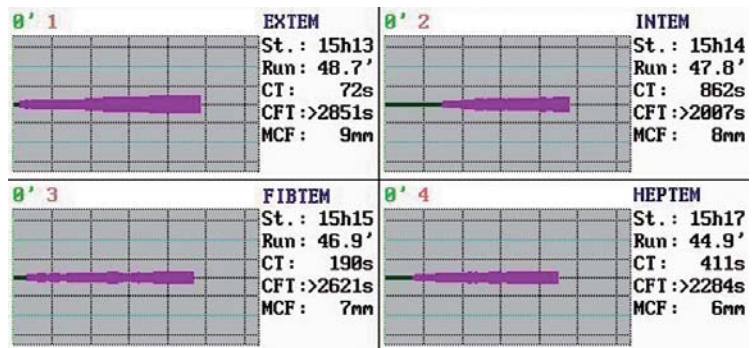 0' 1 EXTEM
St.: 15h13
Run: 48.7'
CT: 72s
CFT:>2851s
MCF: 9mm
0' 2 INTEM
St.: 15h14
Run: 47.8'
CT: 862s
CFT:>2007s
MCF: 8mm
0' 3 FIBTEM
St.: 15h15
Run: 46.9'
CT: 190s
CFT:>2621s
MCF: 7mm
0' 4 HEPTEM
St.: 15h17
Run: 44.9'
CT: 411s
CFT:>2284s
MCF: 6mm